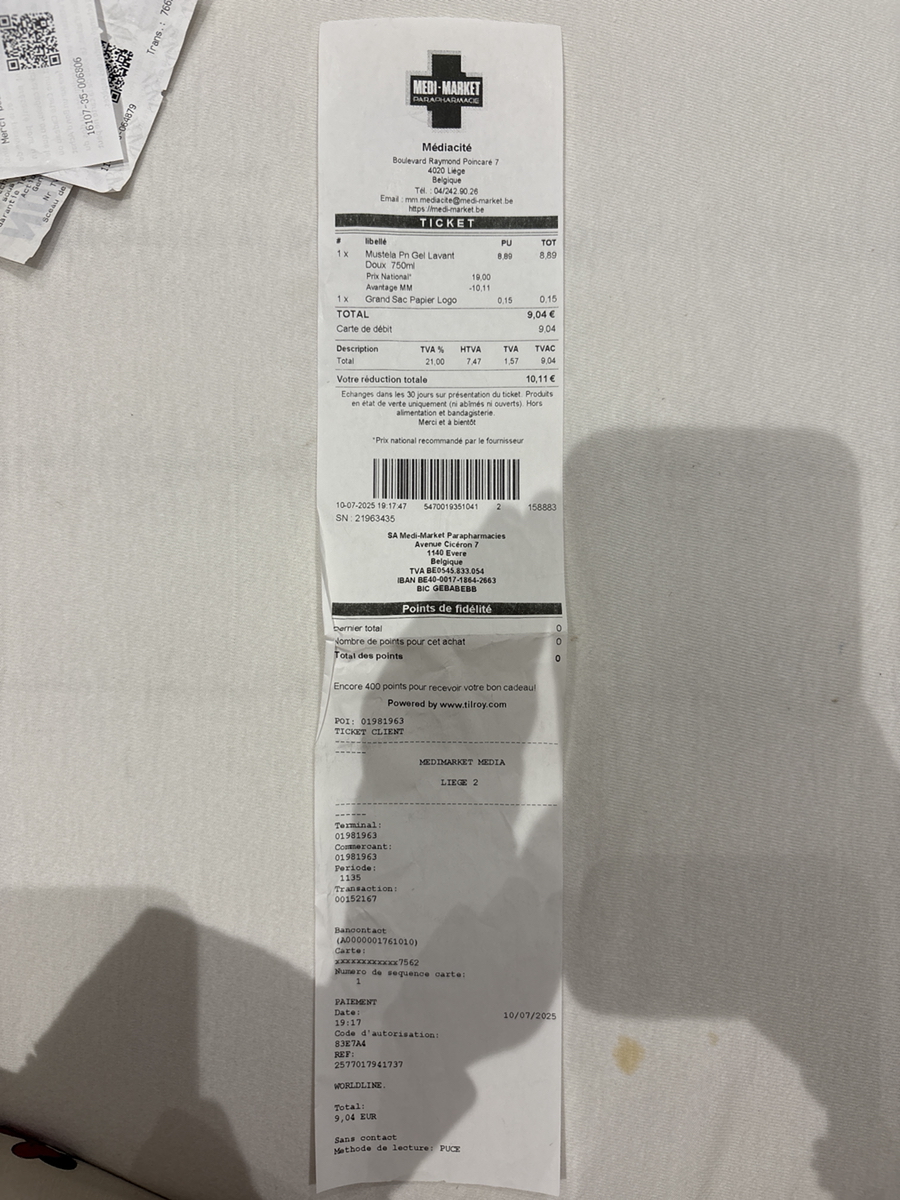 MEDI-MARKET
PARAPHARMACIE
Médiacité
Boulevard Raymond Poincaré 7
4020 Liège
Belgique
Tél. : 04/242.90.26
Email : mm.mediacite@medi-market.be
https://medi-market.be
TICKET
# libellé PU TOT
1 x Mustela Pn Gel Lavant 8,89 8,89
Doux 750ml
Prix National* 19,00
Avantage MM -10,11
1 x Grand Sac Papier Logo 0,15 0,15
TOTAL 9,04 €
Carte de débit 9,04
Description TVA % HTVA TVA TVAC
Total 21,00 7,47 1,57 9,04
Votre réduction totale 10,11 €
Echanges dans les 30 jours sur présentation du ticket. Produits
en état de vente uniquement (ni abîmés ni ouverts). Hors
alimentation et bandagisterie.
Merci et à bientôt
*Prix national recommandé par le fournisseur
10-07-2025 19:17:47 5470019351041 2 158883
SN : 21963435
SA Medi-Market Parapharmacies
Avenue Cicéron 7
1140 Evere
Belgique
TVA BE0545.833.054
IBAN BE40-0017-1864-2663
BIC GEBABEBB
Points de fidélité
Dernier total 0
Nombre de points pour cet achat 0
Total des points 0
Encore 400 points pour recevoir votre bon cadeau!
Powered by www.tilroy.com
POI: 01981963
TICKET CLIENT
MEDIMARKET MEDIA
LIEGE 2
Terminal:
01981963
Commercant:
01981963
Periode:
1135
Transaction:
00152167
Bancontact
(A0000001761010)
Carte:
xxxxxxxxxxxx7562
Numero de sequence carte:
1
PAIEMENT
Date: 10/07/2025
19:17
Code d'autorisation:
S3E7A4
REF:
2577017941737
WORLDLINE.
Total:
9,04 EUR
Sans contact
Methode de lecture: PUCE
16107-35-006806
Trans.: 766
Merci